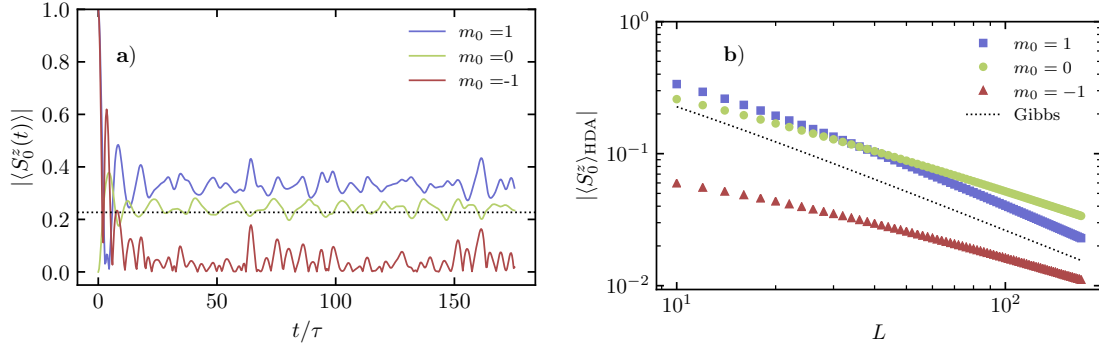 1.0
0.8
0.6
0.4
0.2
0.0
|⟨S₀ᶻ(t)⟩|
a)
m₀ =1
m₀ =0
m₀ =-1
0
50
100
150
t/τ
10⁰
10⁻¹
10⁻²
|⟨S₀ᶻ⟩HDA|
b)
m₀ = 1
m₀ = 0
m₀ = −1
Gibbs
10¹
10²
L